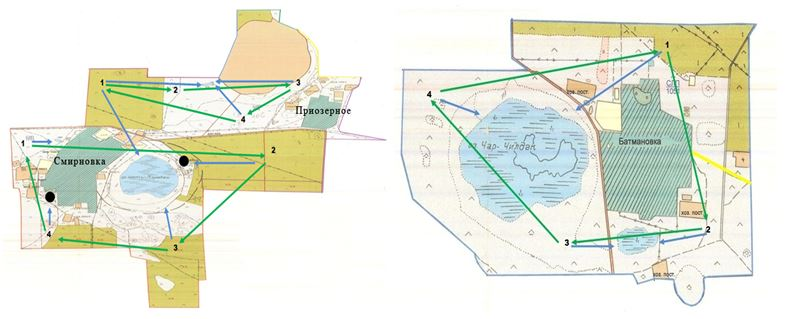 1
2
3
4
Приозерное
1
Смирновка
2
4
3
1
4
хоз. пост.
оз. Чар-Чилдак
Батмановка
хоз. пост.
2
3
хоз. пост.